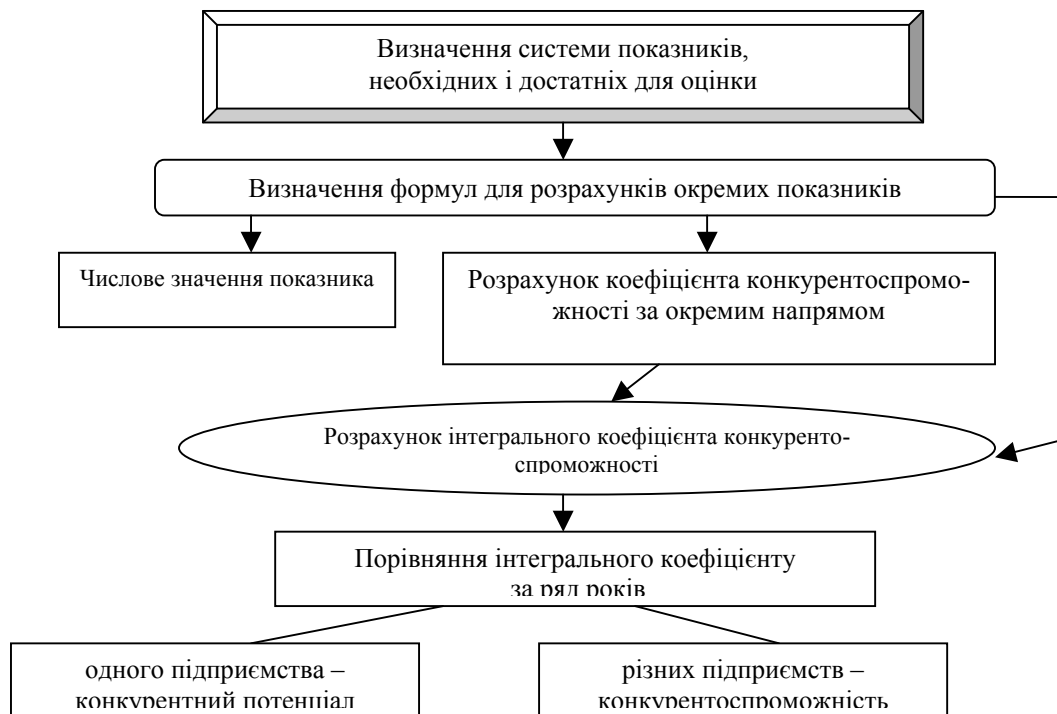 Визначення системи показників,
необхідних і достатніх для оцінки
Визначення формул для розрахунків окремих показників
Числове значення показника
Розрахунок коефіцієнта конкурентоспромо-
жності за окремим напрямом
Розрахунок інтегрального коефіцієнта конкуренто-
спроможності
Порівняння інтегрального коефіцієнту
за ряд років
одного підприємства –
конкурентний потенціал
різних підприємств –
конкурентоспроможність